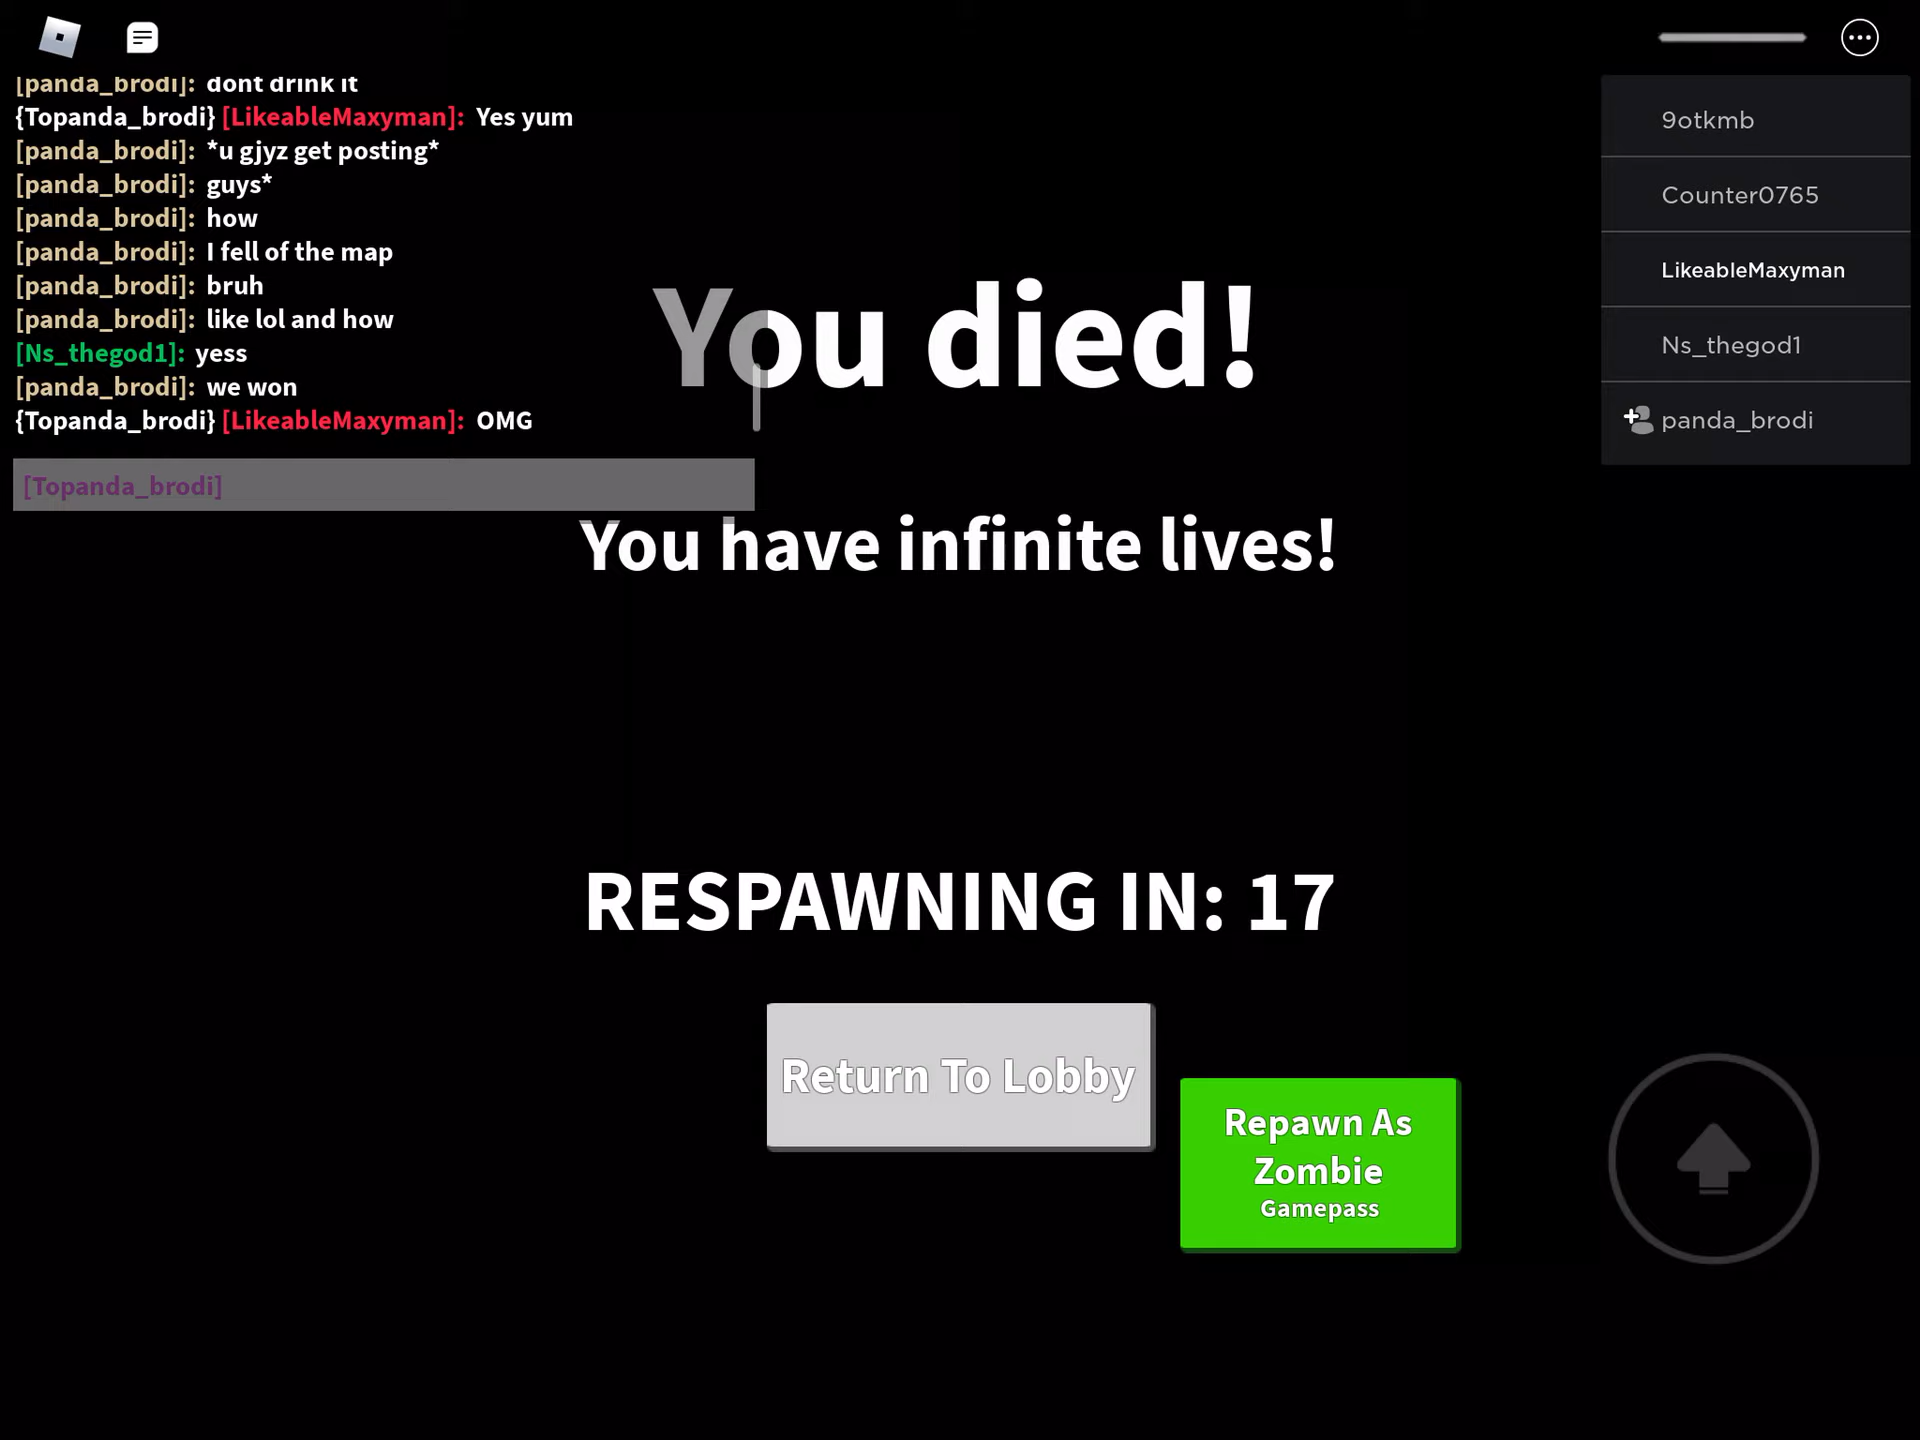 [panda_brodi]: dont drink it
{Topanda_brodi} [LikeableMaxyman]: Yes yum
[panda_brodi]: *u gjyz get posting*
[panda_brodi]: guys*
[panda_brodi]: how
[panda_brodi]: I fell of the map
[panda_brodi]: bruh
[panda_brodi]: like lol and how
[Ns_thegod1]: yess
[panda_brodi]: we won
{Topanda_brodi} [LikeableMaxyman]: OMG
[Topanda_brodi]
9otkmb
Counter0765
LikeableMaxyman
Ns_thegod1
panda_brodi
You died!
You have infinite lives!
RESPAWNING IN: 17
Return To Lobby
Repawn As
Zombie
Gamepass